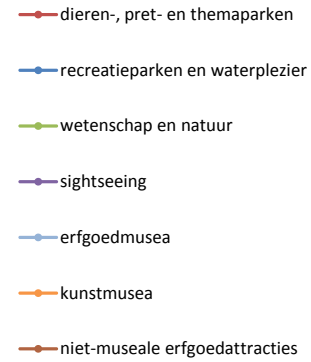 dieren-, pret- en themaparken
recreatieparken en waterplezier
wetenschap en natuur
sightseeing
erfgoedmusea
kunstmusea
niet-museale erfgoedattracties